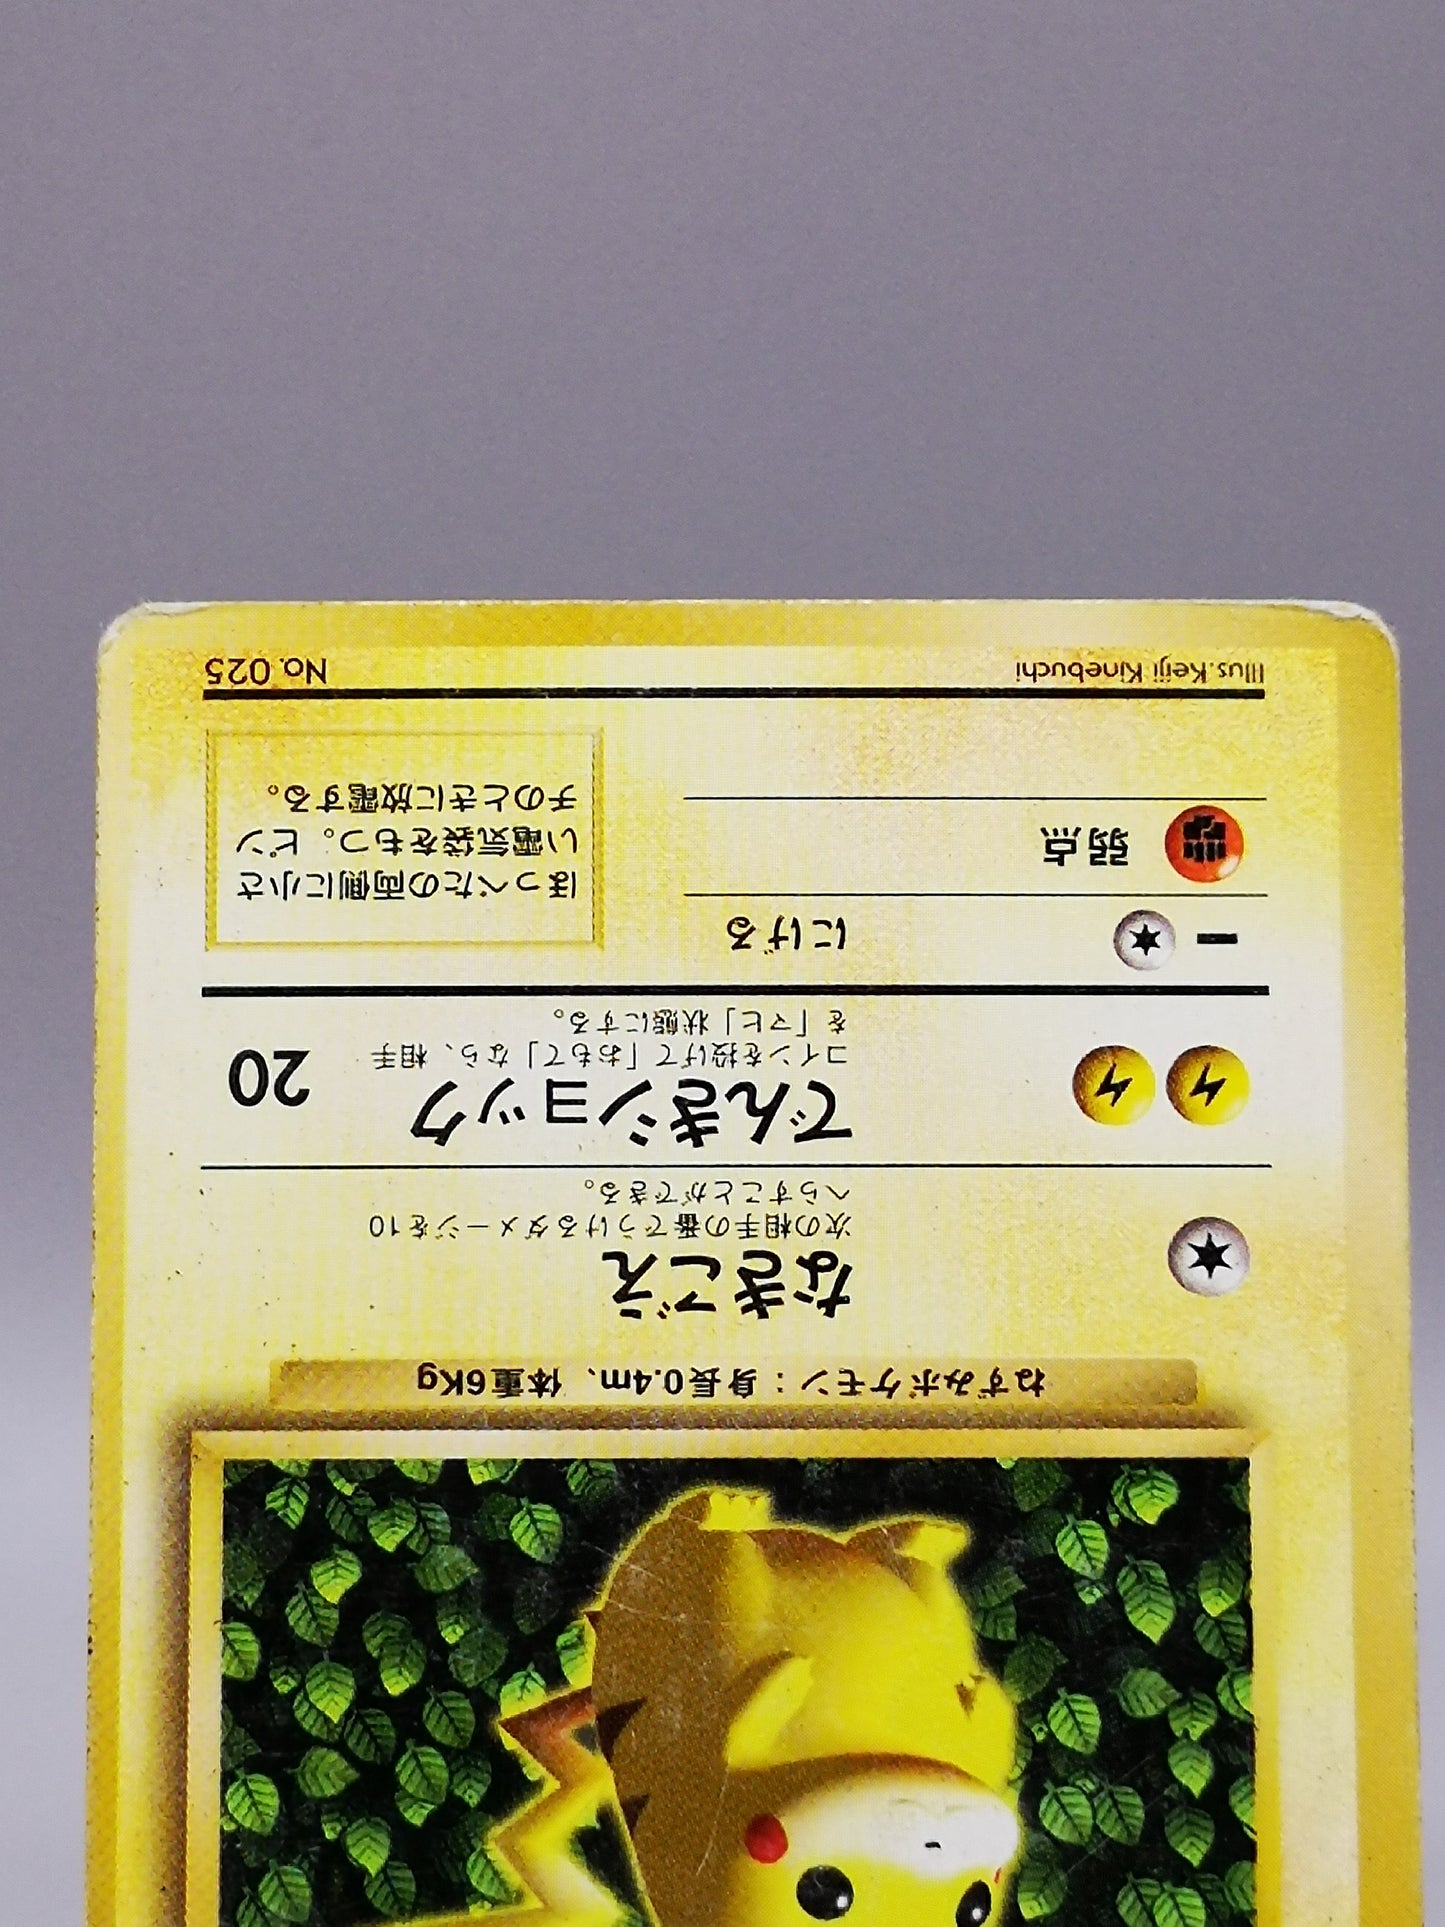 ねずみポケモン：身長0.4m、体重6Kg
なきごえ
次の相手の番でうけるダメージを10
へらすことができる。
でんきショック 20
コインを投げて「おもて」なら、相手
を「マヒ」状態にする。
にげる
弱点
ほっぺたの両側に小さ
い電気袋をもつ。ピン
チのときに放電する。
Illus. Keiji Kinebuchi
No. 025